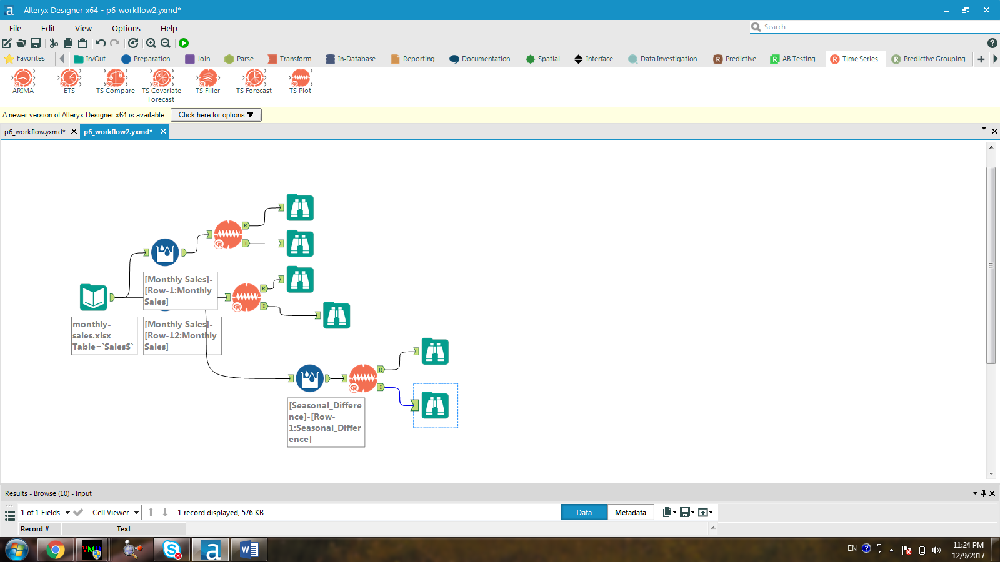 a Alteryx Designer x64 - p6_workflow2.yxmd*
File Edit View Options Help
Search
?
Favorites In/Out Preparation Join Parse Transform In-Database Reporting Documentation Spatial Interface Data Investigation R Predictive R AB Testing R Time Series R Predictive Grouping +
ARIMA ETS TS Compare TS Covariate Forecast TS Filler TS Forecast TS Plot
A newer version of Alteryx Designer x64 is available: Click here for options ▼
p6_workflow.yxmd* p6_workflow2.yxmd*
R
I
[Monthly Sales]-
[Row-1:Monthly
Sales]
R
I
monthly-
sales.xlsx
Table=`Sales$`
[Monthly Sales]-
[Row-12:Monthly
Sales]
R
I
[Seasonal_Differe
nce]-[Row-
1:Seasonal_Differ
ence]
Results - Browse (10) - Input
1 of 1 Fields Cell Viewer 1 record displayed, 576 KB Data Metadata
Record # Text
VMD S a W EN ? 11:24 PM
12/9/2017